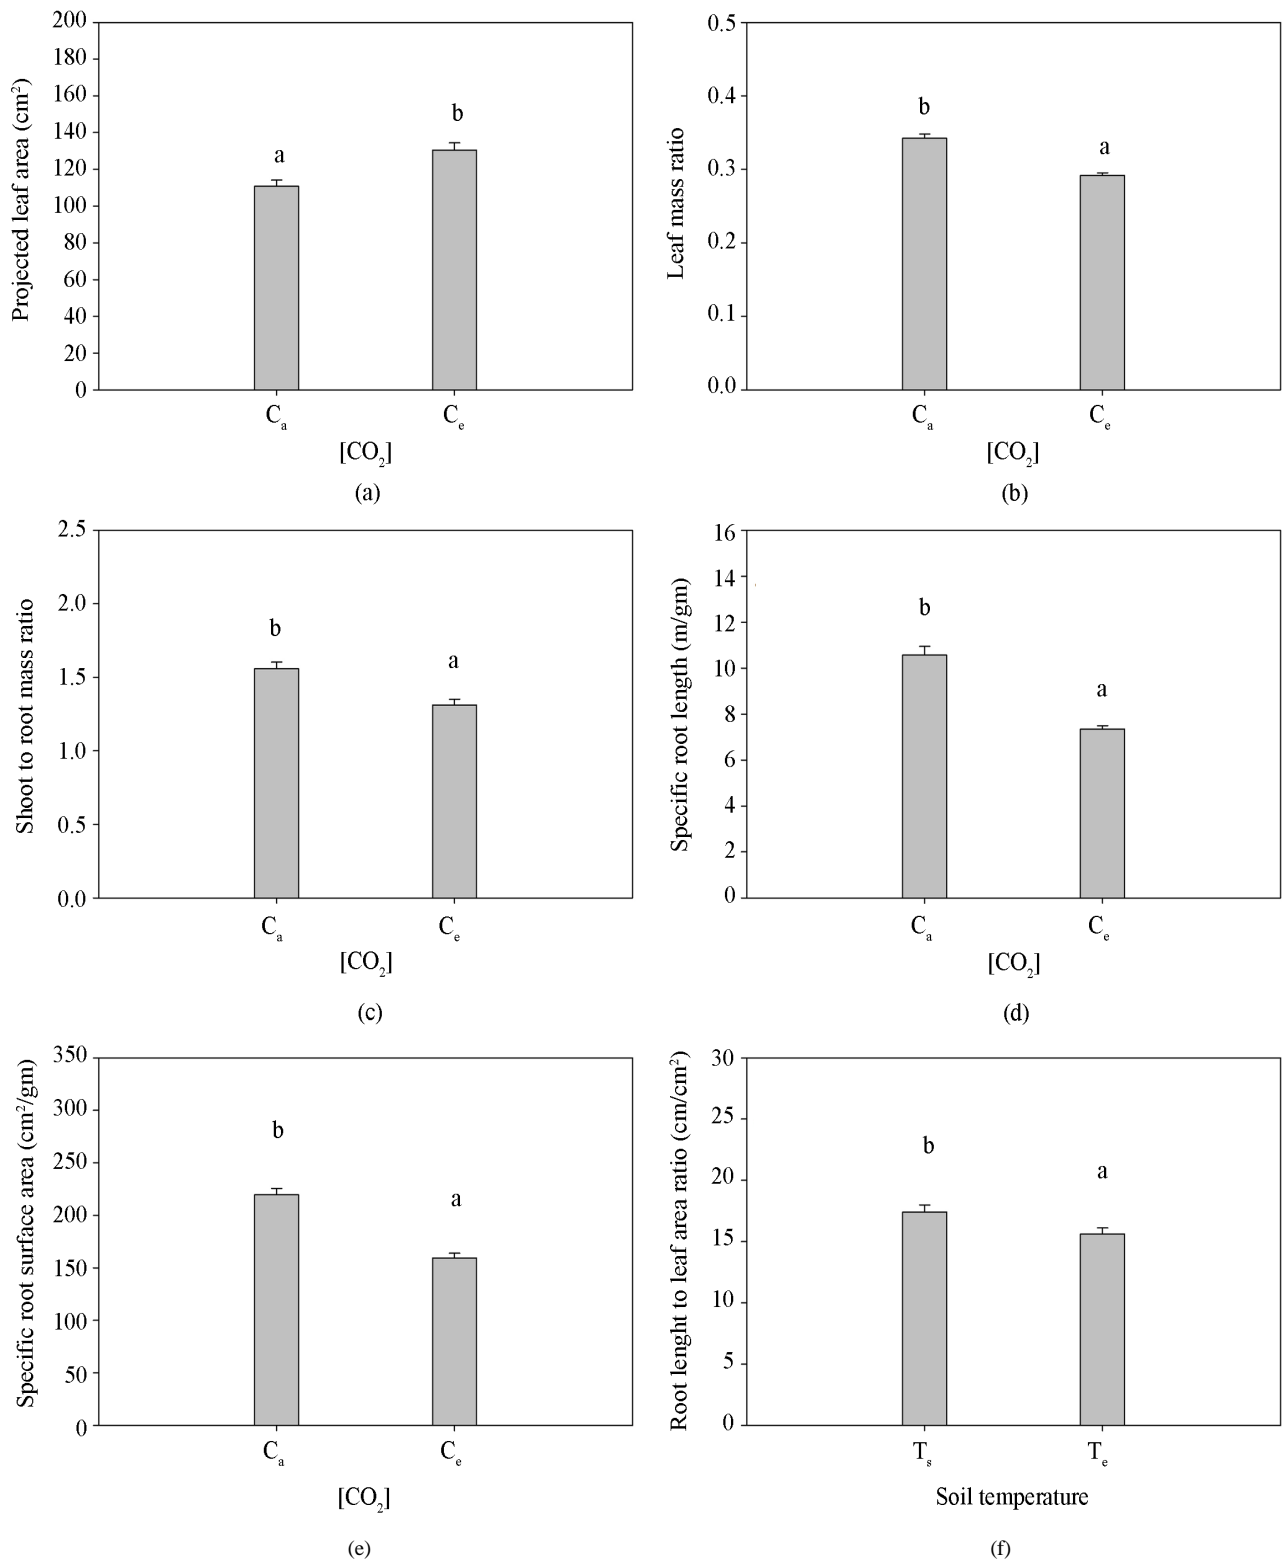 Projected leaf area (cm²)
200
180
160
140
120
100
80
60
40
20
0
a
b
Cₐ
Cₑ
[CO₂]
(a)
Leaf mass ratio
0.5
0.4
0.3
0.2
0.1
0.0
b
a
Cₐ
Cₑ
[CO₂]
(b)
Shoot to root mass ratio
2.5
2.0
1.5
1.0
0.5
0.0
b
a
Cₐ
Cₑ
[CO₂]
(c)
Specific root length (m/gm)
16
14
12
10
8
6
4
2
0
b
a
Cₐ
Cₑ
[CO₂]
(d)
Specific root surface area (cm²/gm)
350
300
250
200
150
100
50
0
b
a
Cₐ
Cₑ
[CO₂]
(e)
Root lenght to leaf area ratio (cm/cm²)
30
25
20
15
10
5
0
b
a
Tₛ
Tₑ
Soil temperature
(f)